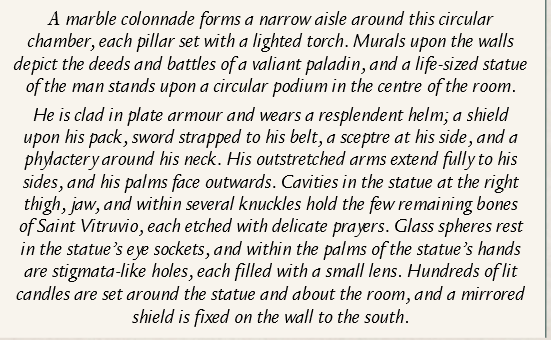 A marble colonnade forms a narrow aisle around this circular
chamber, each pillar set with a lighted torch. Murals upon the walls
depict the deeds and battles of a valiant paladin, and a life-sized statue
of the man stands upon a circular podium in the centre of the room.
He is clad in plate armour and wears a resplendent helm; a shield
upon his pack, sword strapped to his belt, a sceptre at his side, and a
phylactery around his neck. His outstretched arms extend fully to his
sides, and his palms face outwards. Cavities in the statue at the right
thigh, jaw, and within several knuckles hold the few remaining bones
of Saint Vitruvio, each etched with delicate prayers. Glass spheres rest
in the statue’s eye sockets, and within the palms of the statue’s hands
are stigmata-like holes, each filled with a small lens. Hundreds of lit
candles are set around the statue and about the room, and a mirrored
shield is fixed on the wall to the south.